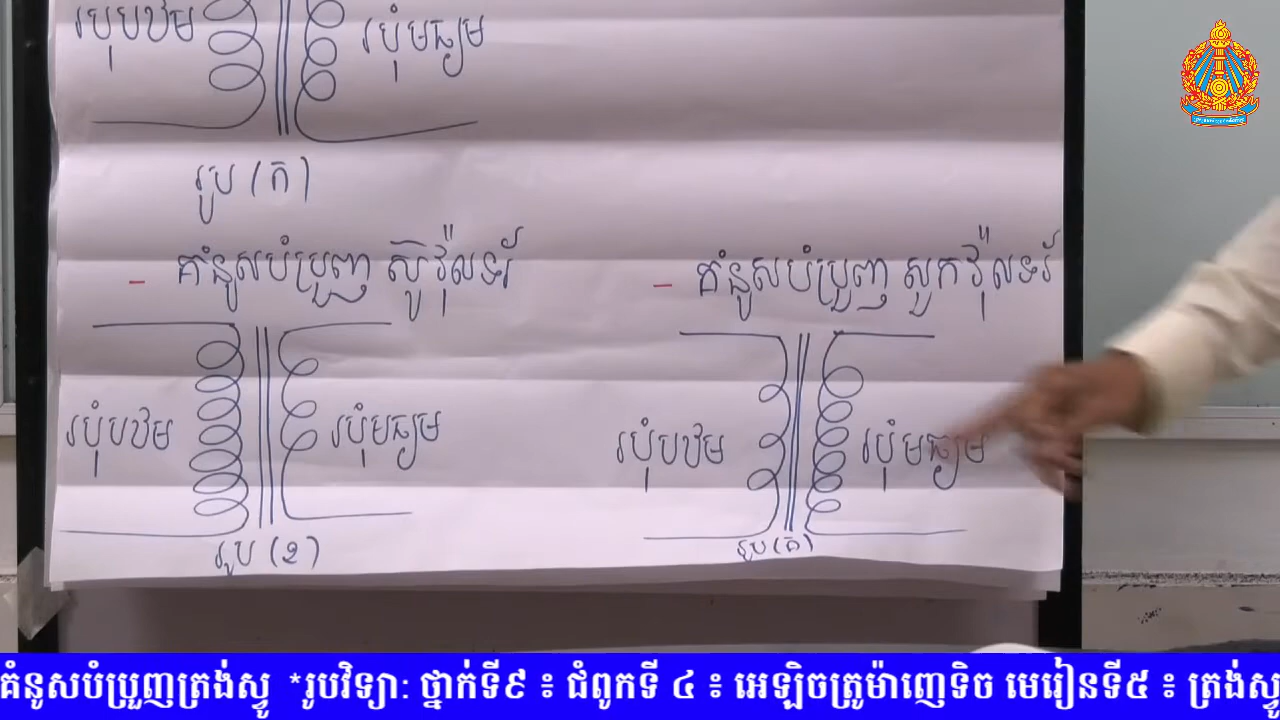 របុំបឋម
របុំមធ្យម
រូប (ក)
- គំនូសបំប្រួញ ស៊ូវ៉ុលទ័រ
- គំនូសបំប្រួញ សួកវ៉ុលទ័រ
របុំបឋម
របុំមធ្យម
របុំបឋម
របុំមធ្យម
រូប (ខ)
រូប (គ)
គំនូសបំប្រួញត្រង់ស្វូ *រូបវិទ្យា: ថ្នាក់ទី៩ ៖ ជំពូកទី ៤ ៖ អេឡិចត្រូម៉ាញេទិច មេរៀនទី៥ ៖ ត្រង់ស្វូ